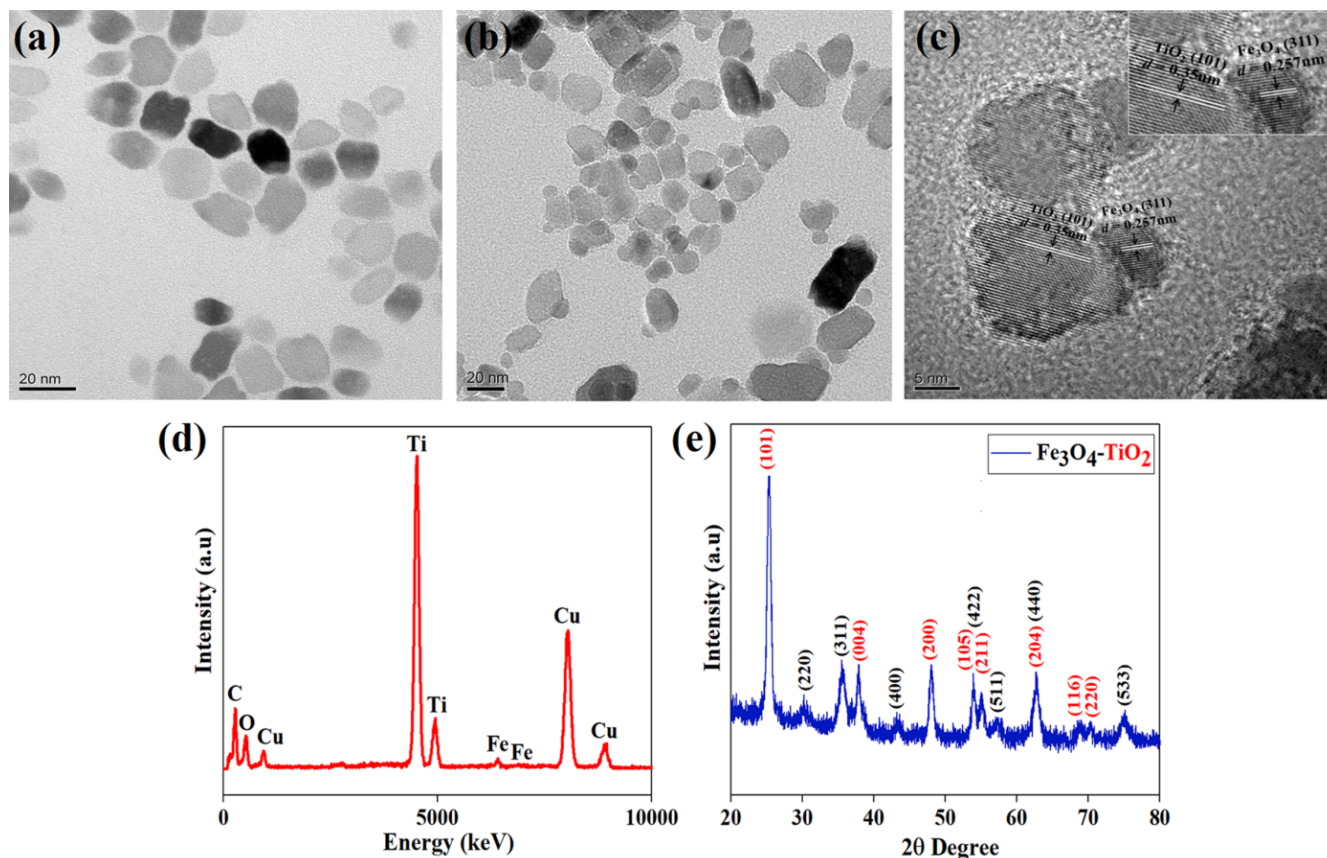 (a)
20 nm
(b)
20 nm
(c)
TiO₂ (101)
d = 0.35nm
Fe₃O₄ (311)
d = 0.257nm
TiO₂ (101)
d = 0.35nm
Fe₃O₄ (311)
d = 0.257nm
5 nm
(d)
Intensity (a.u)
C
O
Cu
Ti
Ti
Fe
Fe
Cu
Cu
0
5000
10000
Energy (keV)
(e)
Fe₃O₄-TiO₂
Intensity (a.u)
(101)
(220)
(311)
(004)
(400)
(200)
(105)
(422)
(211)
(511)
(204)
(440)
(116)
(220)
(533)
20
30
40
50
60
70
80
2θ Degree